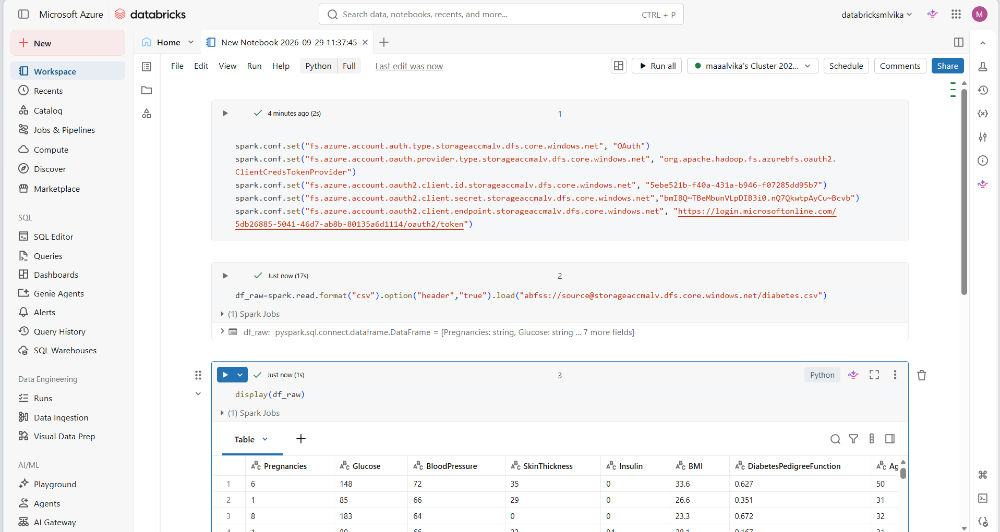 Microsoft Azure
databricks
Search data, notebooks, recents, and more...
CTRL + P
databricksmlvika
M
New
Workspace
Recents
Catalog
Jobs & Pipelines
Compute
Discover
Marketplace
SQL
SQL Editor
Queries
Dashboards
Genie Agents
Alerts
Query History
SQL Warehouses
Data Engineering
Runs
Data Ingestion
Visual Data Prep
AI/ML
Playground
Agents
AI Gateway
Home
New Notebook 2026-09-29 11:37:45
File Edit View Run Help Python Full Last edit was now
Run all
maaalvika's Cluster 202...
Schedule
Comments
Share
4 minutes ago (2s)
1
spark.conf.set("fs.azure.account.auth.type.storageaccmalv.dfs.core.windows.net", "OAuth")
spark.conf.set("fs.azure.account.oauth.provider.type.storageaccmalv.dfs.core.windows.net", "org.apache.hadoop.fs.azurebfs.oauth2.
ClientCredsTokenProvider")
spark.conf.set("fs.azure.account.oauth2.client.id.storageaccmalv.dfs.core.windows.net", "5ebe521b-f40a-431a-b946-f07285dd95b7")
spark.conf.set("fs.azure.account.oauth2.client.secret.storageaccmalv.dfs.core.windows.net","bmI8Q~TBeMbunVLpDIB3i0.nQ7QkwtpAyCu~Bcvb")
spark.conf.set("fs.azure.account.oauth2.client.endpoint.storageaccmalv.dfs.core.windows.net", "https://login.microsoftonline.com/
5db26885-5041-46d7-ab8b-80135a6d1114/oauth2/token")
Just now (17s)
2
df_raw=spark.read.format("csv").option("header","true").load("abfss://source@storageaccmalv.dfs.core.windows.net/diabetes.csv")
(1) Spark Jobs
df_raw: pyspark.sql.connect.dataframe.DataFrame = [Pregnancies: string, Glucose: string ... 7 more fields]
Just now (1s)
3
Python
display(df_raw)
(1) Spark Jobs
Table
Pregnancies Glucose BloodPressure SkinThickness Insulin BMI DiabetesPedigreeFunction Ag
1 6 148 72 35 0 33.6 0.627 50
2 1 85 66 29 0 26.6 0.351 31
3 8 183 64 0 0 23.3 0.672 32